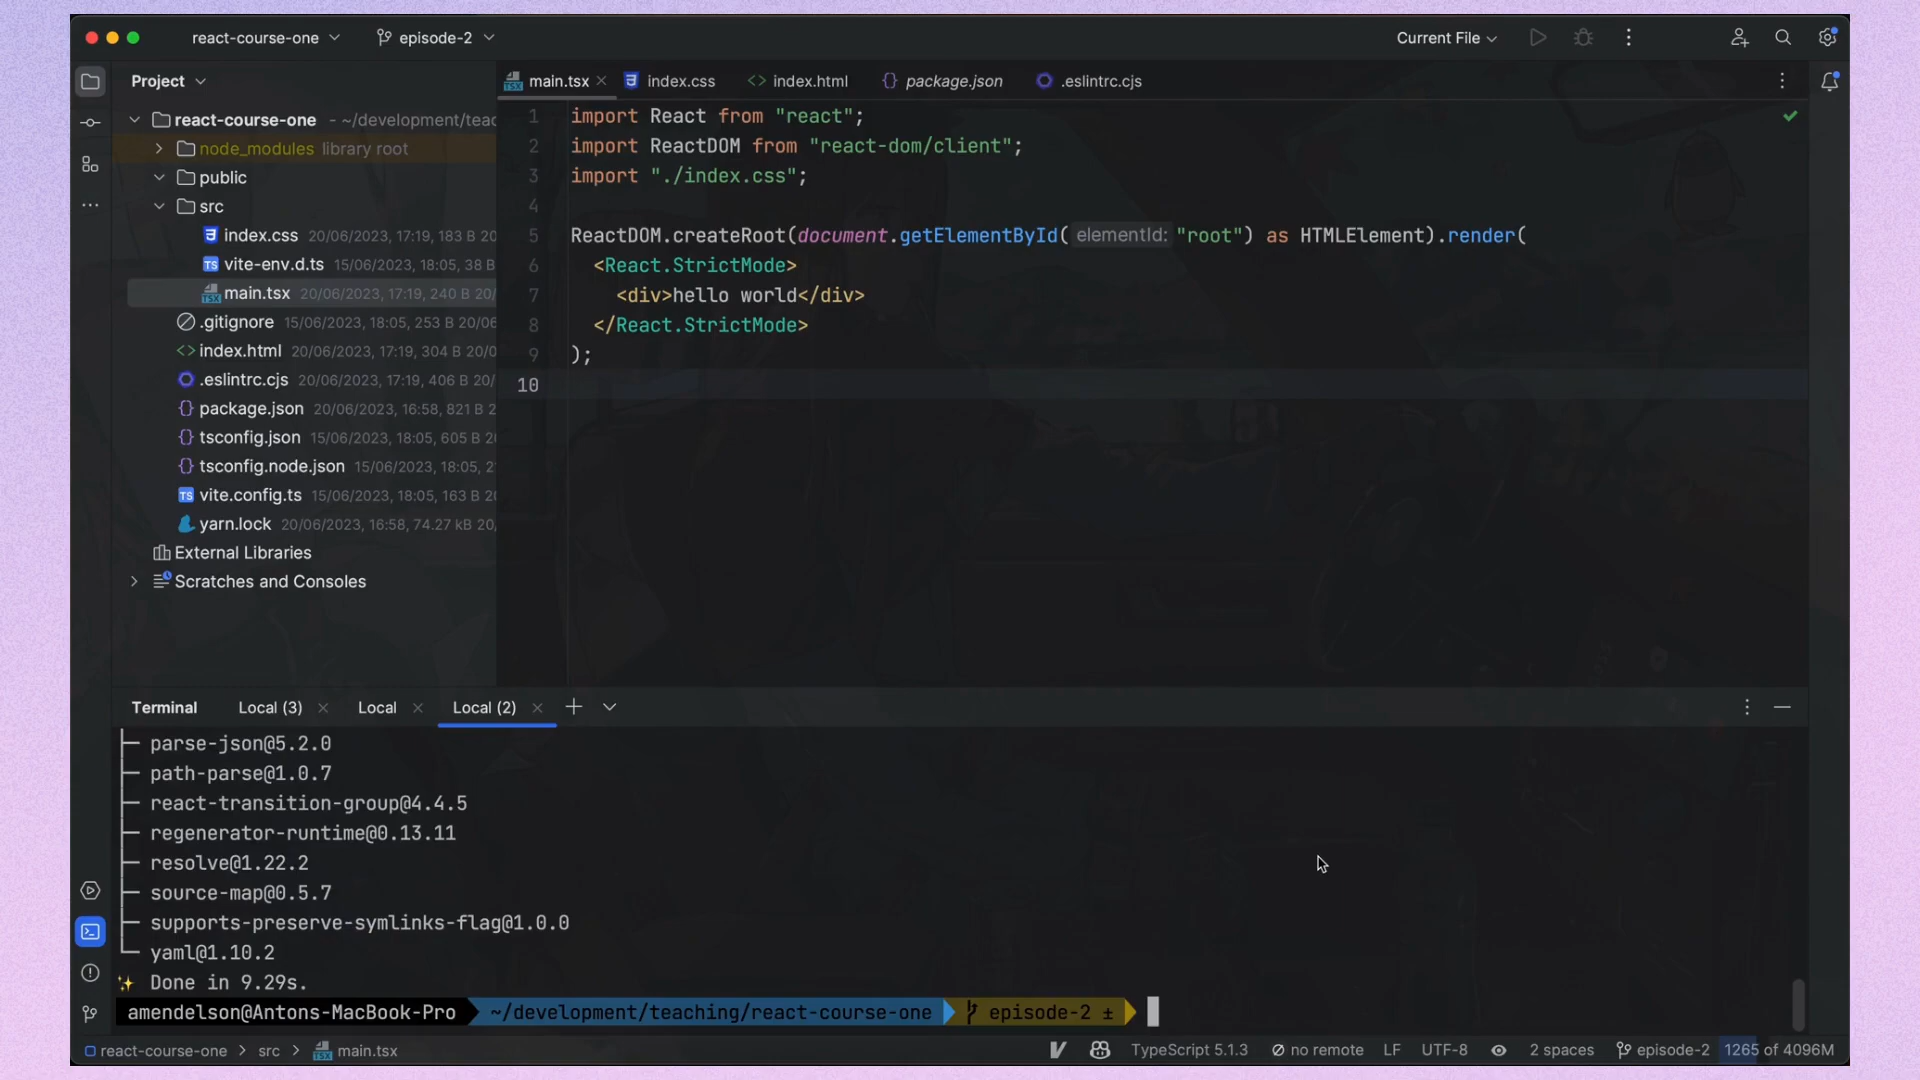 react-course-one
episode-2
Current File
Project
main.tsx
index.css
index.html
package.json
.eslintrc.cjs
react-course-one - ~/development/teac
node_modules library root
public
src
index.css 20/06/2023, 17:19, 183 B 20
vite-env.d.ts 15/06/2023, 18:05, 38 B
main.tsx 20/06/2023, 17:19, 240 B 20/
.gitignore 15/06/2023, 18:05, 253 B 20/06
index.html 20/06/2023, 17:19, 304 B 20/0
.eslintrc.cjs 20/06/2023, 17:19, 406 B 20/
package.json 20/06/2023, 16:58, 821 B 2
tsconfig.json 15/06/2023, 18:05, 605 B 20
tsconfig.node.json 15/06/2023, 18:05, 2
vite.config.ts 15/06/2023, 18:05, 163 B 20
yarn.lock 20/06/2023, 16:58, 74.27 kB 20,
External Libraries
Scratches and Consoles
1 import React from "react";
2 import ReactDOM from "react-dom/client";
3 import "./index.css";
4
5 ReactDOM.createRoot(document.getElementById( elementId: "root") as HTMLElement).render(
6 <React.StrictMode>
7 <div>hello world</div>
8 </React.StrictMode>
9 );
10
Terminal
Local (3)
Local
Local (2)
├─ parse-json@5.2.0
├─ path-parse@1.0.7
├─ react-transition-group@4.4.5
├─ regenerator-runtime@0.13.11
├─ resolve@1.22.2
├─ source-map@0.5.7
├─ supports-preserve-symlinks-flag@1.0.0
└─ yaml@1.10.2
✨ Done in 9.29s.
amendelson@Antons-MacBook-Pro ~/development/teaching/react-course-one episode-2 ±
react-course-one > src > main.tsx
TypeScript 5.1.3
no remote
LF
UTF-8
2 spaces
episode-2
1265 of 4096M